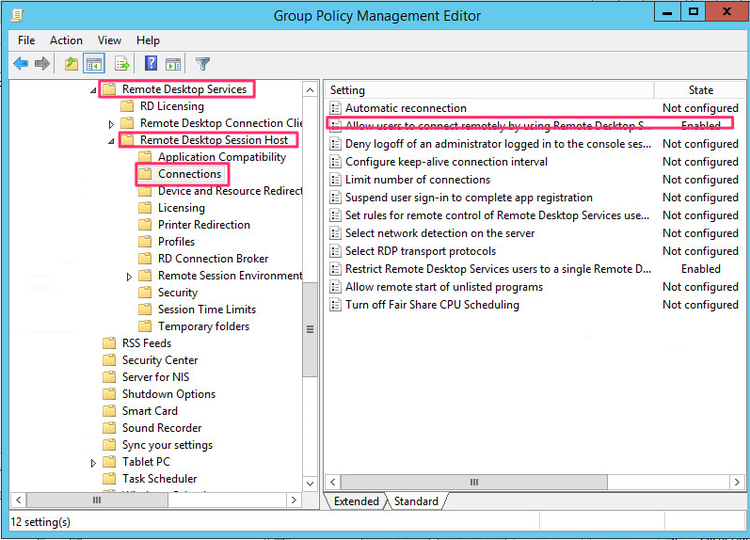 Group Policy Management Editor
File Action View Help
Remote Desktop Services
RD Licensing
Remote Desktop Connection Clie
Remote Desktop Session Host
Application Compatibility
Connections
Device and Resource Redirect
Licensing
Printer Redirection
Profiles
RD Connection Broker
Remote Session Environment
Security
Session Time Limits
Temporary folders
RSS Feeds
Security Center
Server for NIS
Shutdown Options
Smart Card
Sound Recorder
Sync your settings
Tablet PC
Task Scheduler
Setting State
Automatic reconnection Not configured
Allow users to connect remotely by using Remote Desktop S... Enabled
Deny logoff of an administrator logged in to the console ses... Not configured
Configure keep-alive connection interval Not configured
Limit number of connections Not configured
Suspend user sign-in to complete app registration Not configured
Set rules for remote control of Remote Desktop Services use... Not configured
Select network detection on the server Not configured
Select RDP transport protocols Not configured
Restrict Remote Desktop Services users to a single Remote D... Enabled
Allow remote start of unlisted programs Not configured
Turn off Fair Share CPU Scheduling Not configured
Extended Standard
12 setting(s)